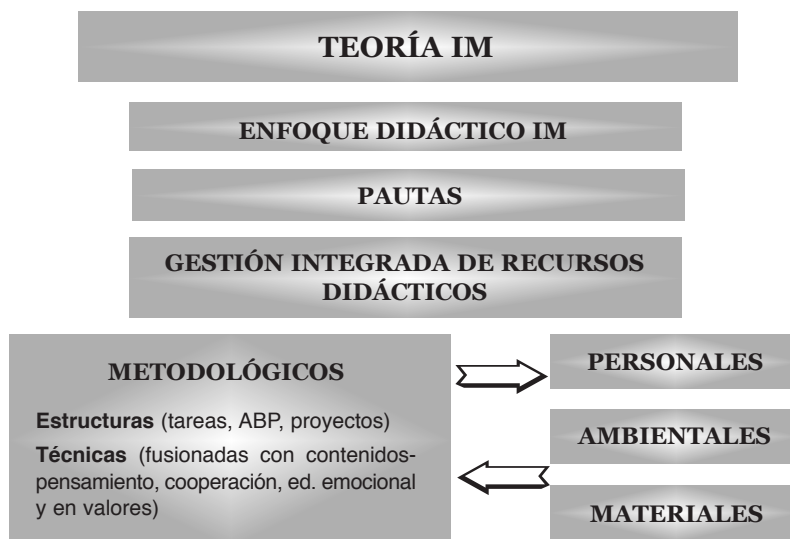 TEORÍA IM
ENFOQUE DIDÁCTICO IM
PAUTAS
GESTIÓN INTEGRADA DE RECURSOS
DIDÁCTICOS
METODOLÓGICOS
Estructuras (tareas, ABP, proyectos)
Técnicas (fusionadas con contenidos-
pensamiento, cooperación, ed. emocional
y en valores)
PERSONALES
AMBIENTALES
MATERIALES